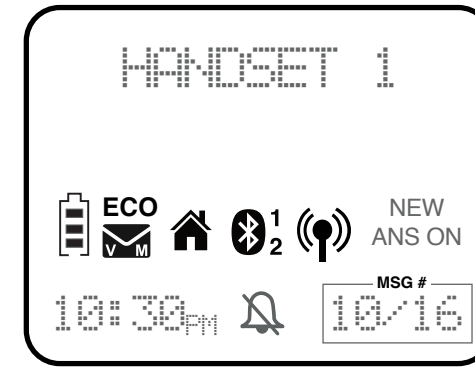 HANDSET 1
ECO
V M
1
2
NEW
ANS ON
MSG #
10:30PM
10/16